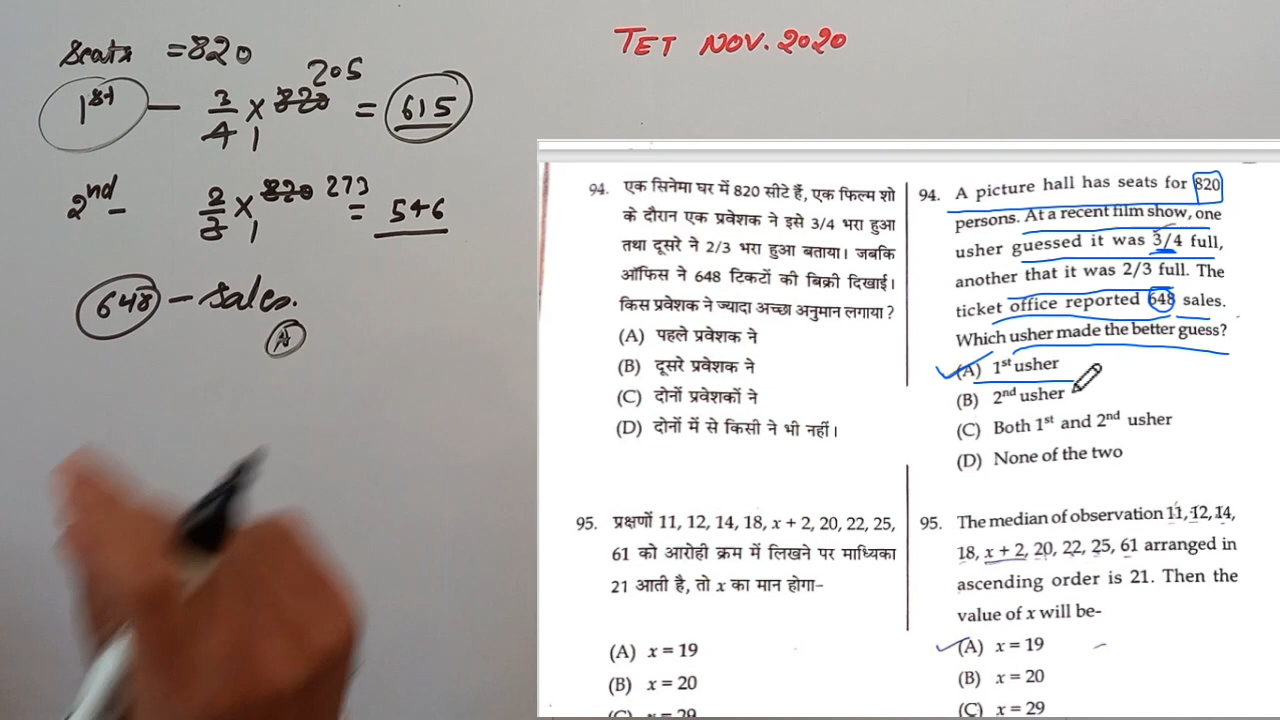 TET NOV. 2020
seats = 820
205
1st — 3/4 × 820 = 615
1
2nd - 2/3 × 820 273 = 546
1
648 - sales.
A
94. एक सिनेमा घर में 820 सीटे हैं, एक फिल्म शो
के दौरान एक प्रवेशक ने इसे 3/4 भरा हुआ
तथा दूसरे ने 2/3 भरा हुआ बताया। जबकि
ऑफिस ने 648 टिकटों की बिक्री दिखाई।
किस प्रवेशक ने ज्यादा अच्छा अनुमान लगाया ?
(A) पहले प्रवेशक ने
(B) दूसरे प्रवेशक ने
(C) दोनों प्रवेशकों ने
(D) दोनों में से किसी ने भी नहीं।
95. प्रक्षणों 11, 12, 14, 18, x + 2, 20, 22, 25,
61 को आरोही क्रम में लिखने पर माध्यिका
21 आती है, तो x का मान होगा-
(A) x = 19
(B) x = 20
(C) x = 29
94. A picture hall has seats for 820
persons. At a recent film show, one
usher guessed it was 3/4 full,
another that it was 2/3 full. The
ticket office reported 648 sales.
Which usher made the better guess?
(A) 1st usher
(B) 2nd usher
(C) Both 1st and 2nd usher
(D) None of the two
95. The median of observation 11, 12, 14,
18, x + 2, 20, 22, 25, 61 arranged in
ascending order is 21. Then the
value of x will be-
(A) x = 19
(B) x = 20
(C) x = 29